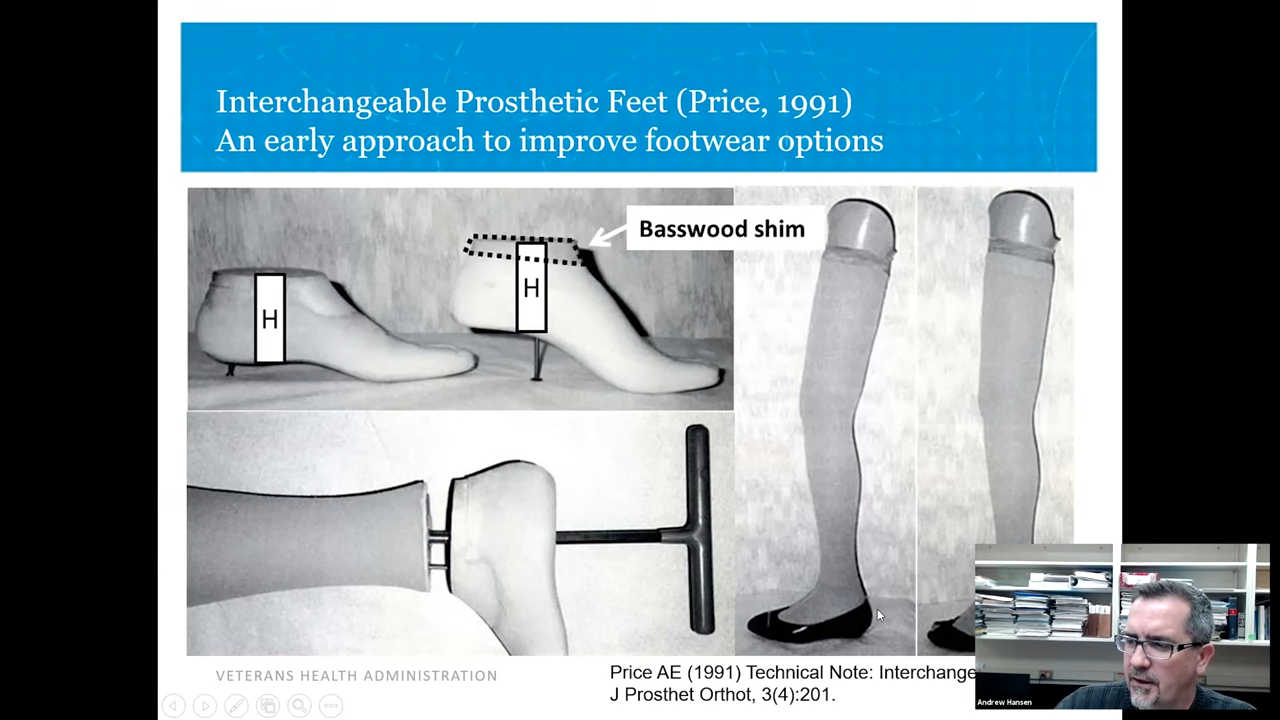 Interchangeable Prosthetic Feet (Price, 1991)
An early approach to improve footwear options
Basswood shim
H
H
VETERANS HEALTH ADMINISTRATION
Price AE (1991) Technical Note: Interchange
J Prosthet Orthot, 3(4):201.
Andrew Hansen